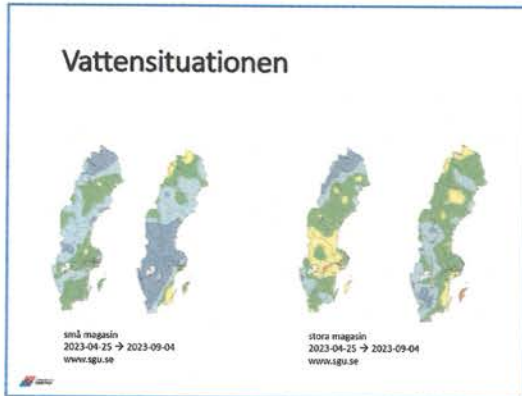 Vattensituationen
små magasin
2023-04-25 → 2023-09-04
www.sgu.se
stora magasin
2023-04-25 → 2023-09-04
www.sgu.se